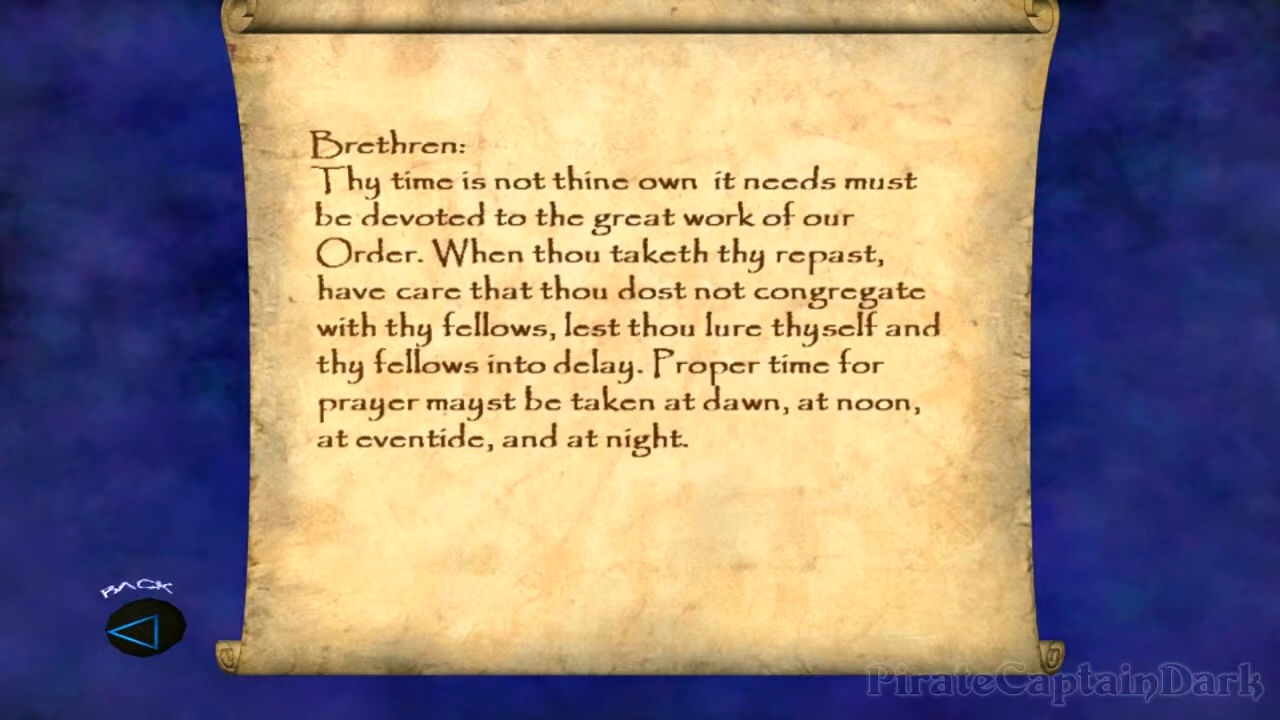 Brethren:
Thy time is not thine own it needs must
be devoted to the great work of our
Order. When thou taketh thy repast,
have care that thou dost not congregate
with thy fellows, lest thou lure thyself and
thy fellows into delay. Proper time for
prayer mayst be taken at dawn, at noon,
at eventide, and at night.
BACK
PirateCaptainDark